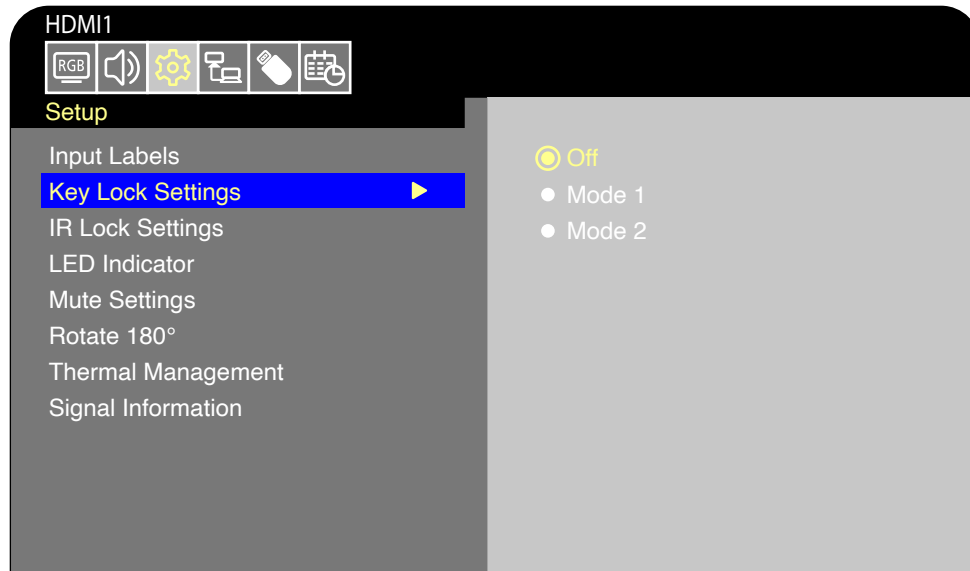 HDMI1
RGB
Setup
Input Labels
Key Lock Settings
IR Lock Settings
LED Indicator
Mute Settings
Rotate 180°
Thermal Management
Signal Information
Off
Mode 1
Mode 2